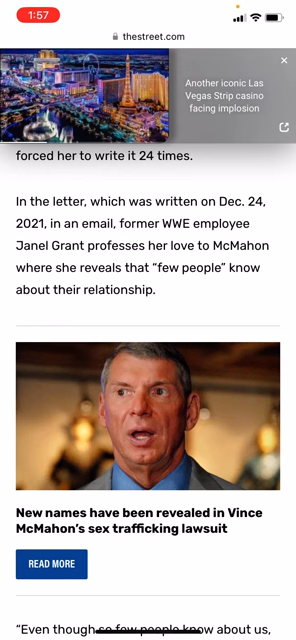 1:57
thestreet.com
Another iconic Las
Vegas Strip casino
facing implosion
forced her to write it 24 times.
In the letter, which was written on Dec. 24,
2021, in an email, former WWE employee
Janel Grant professes her love to McMahon
where she reveals that “few people” know
about their relationship.
New names have been revealed in Vince
McMahon’s sex trafficking lawsuit
READ MORE
“Even though so few people know about us,